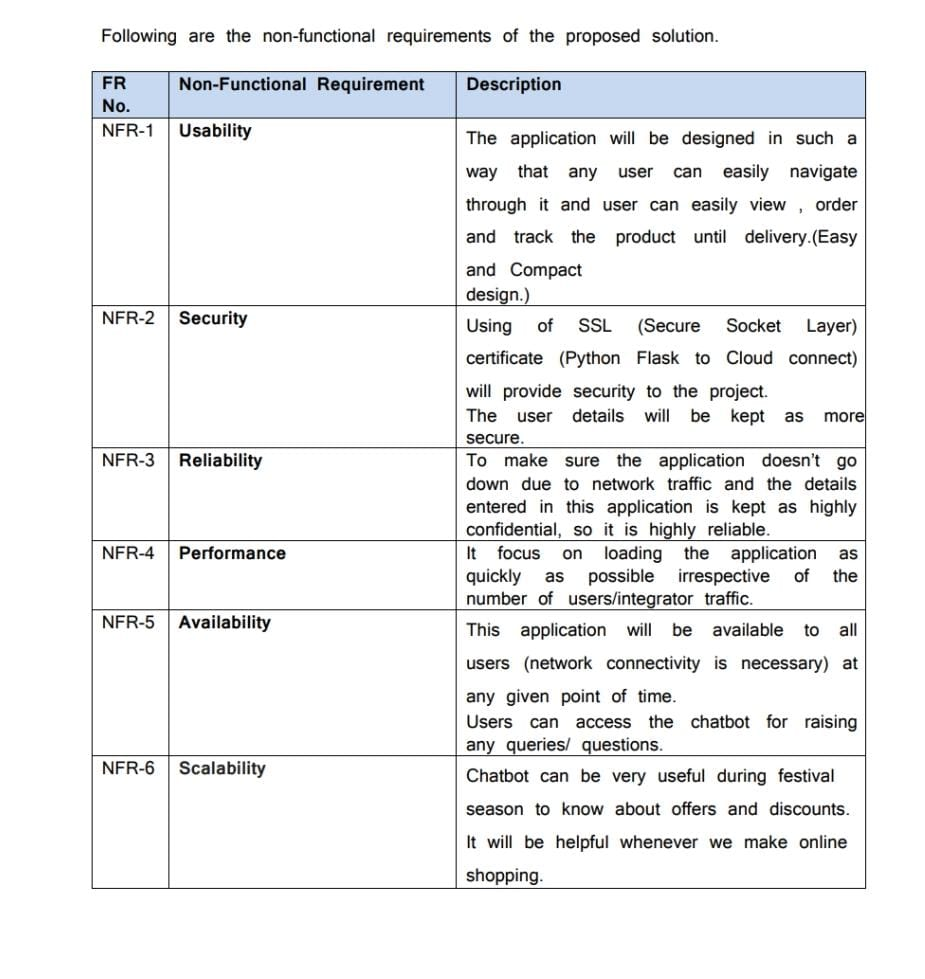 Following are the non-functional requirements of the proposed solution.
FR
No.
Non-Functional Requirement
Description
NFR-1
Usability
The application will be designed in such a
way that any user can easily navigate
through it and user can easily view , order
and track the product until delivery.(Easy
and Compact
design.)
NFR-2
Security
Using of SSL (Secure Socket Layer)
certificate (Python Flask to Cloud connect)
will provide security to the project.
The user details will be kept as more
secure.
NFR-3
Reliability
To make sure the application doesn't go
down due to network traffic and the details
entered in this application is kept as highly
confidential, so it is highly reliable.
NFR-4
Performance
It focus on loading the application as
quickly as possible irrespective of the
number of users/integrator traffic.
NFR-5
Availability
This application will be available to all
users (network connectivity is necessary) at
any given point of time.
Users can access the chatbot for raising
any queries/ questions.
NFR-6
Scalability
Chatbot can be very useful during festival
season to know about offers and discounts.
It will be helpful whenever we make online
shopping.